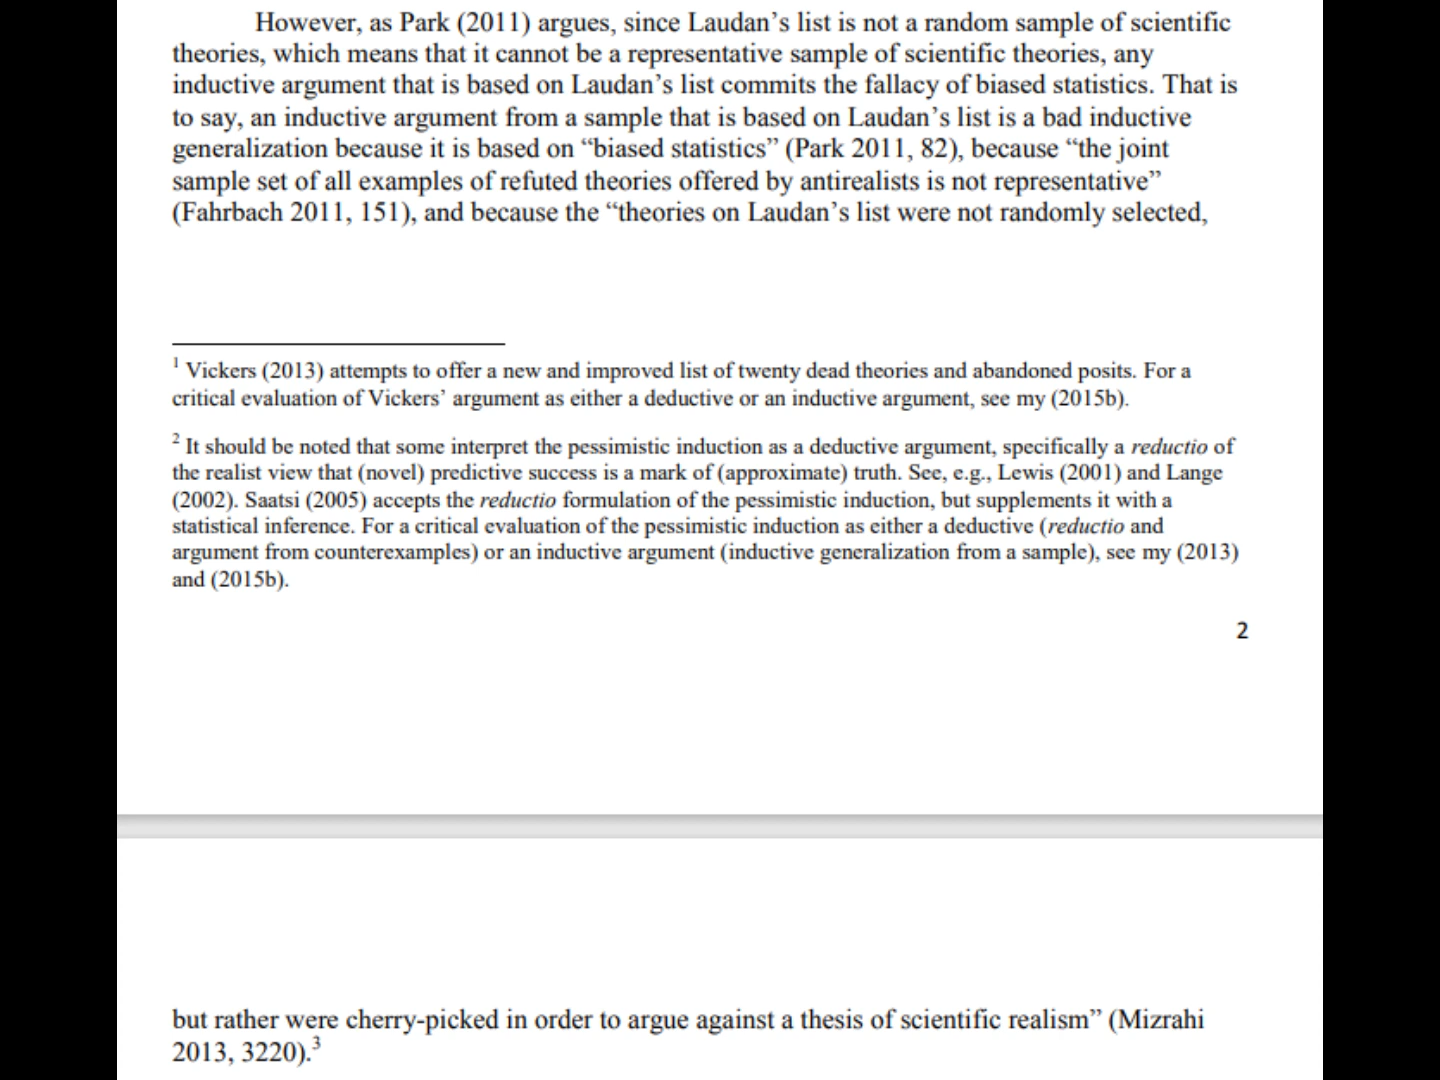 However, as Park (2011) argues, since Laudan’s list is not a random sample of scientific
theories, which means that it cannot be a representative sample of scientific theories, any
inductive argument that is based on Laudan’s list commits the fallacy of biased statistics. That is
to say, an inductive argument from a sample that is based on Laudan’s list is a bad inductive
generalization because it is based on “biased statistics” (Park 2011, 82), because “the joint
sample set of all examples of refuted theories offered by antirealists is not representative”
(Fahrbach 2011, 151), and because the “theories on Laudan’s list were not randomly selected,
1 Vickers (2013) attempts to offer a new and improved list of twenty dead theories and abandoned posits. For a
critical evaluation of Vickers’ argument as either a deductive or an inductive argument, see my (2015b).
2 It should be noted that some interpret the pessimistic induction as a deductive argument, specifically a reductio of
the realist view that (novel) predictive success is a mark of (approximate) truth. See, e.g., Lewis (2001) and Lange
(2002). Saatsi (2005) accepts the reductio formulation of the pessimistic induction, but supplements it with a
statistical inference. For a critical evaluation of the pessimistic induction as either a deductive (reductio and
argument from counterexamples) or an inductive argument (inductive generalization from a sample), see my (2013)
and (2015b).
2
but rather were cherry-picked in order to argue against a thesis of scientific realism” (Mizrahi
2013, 3220).3